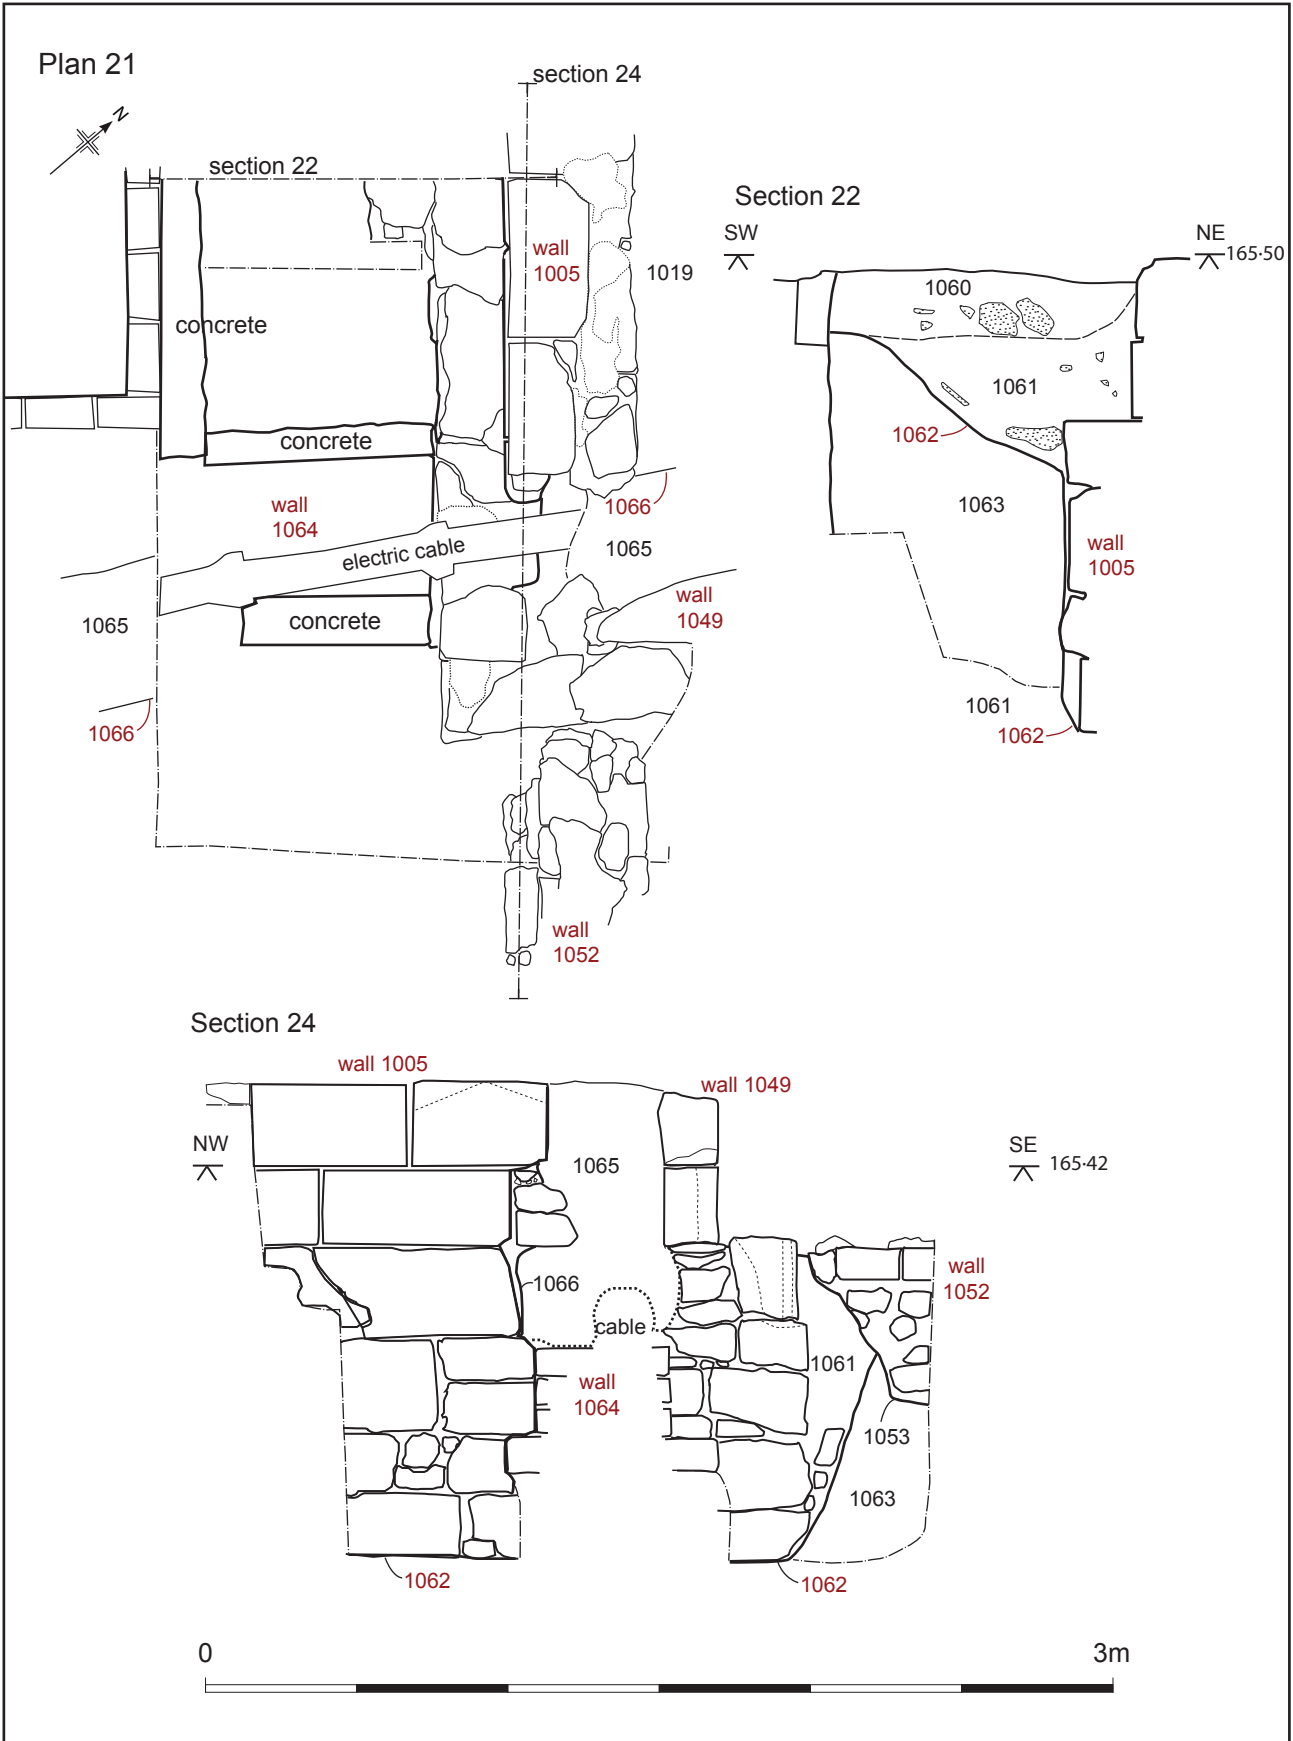 Plan 21
section 24
N
section 22
Section 22
SW
NE
165·50
wall
1005
1019
1060
concrete
1061
1062
concrete
wall
1064
1066
1063
1065
electric cable
wall
1005
wall
1049
concrete
1065
1061
1062
1066
wall
1052
Section 24
wall 1005
wall 1049
NW
SE
165·42
1065
wall
1052
1066
cable
1061
wall
1064
1053
1063
1062
1062
0
3m